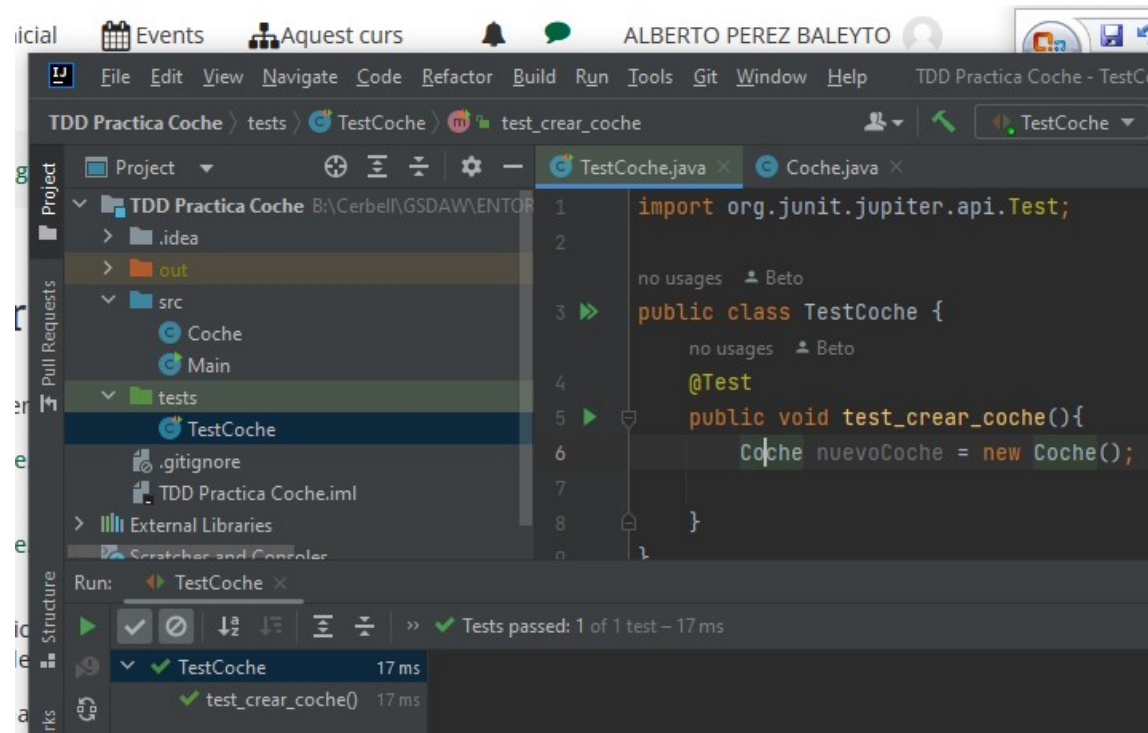 icial Events Aquest curs ALBERTO PEREZ BALEYTO
File Edit View Navigate Code Refactor Build Run Tools Git Window Help TDD Practica Coche - TestC
TDD Practica Coche tests TestCoche m test_crear_coche TestCoche
Project
Pull Requests
Structure
Project
TDD Practica Coche B:\Cerbell\GSDAW\ENTOR
.idea
out
src
Coche
Main
tests
TestCoche
.gitignore
TDD Practica Coche.iml
External Libraries
Scratches and Consoles
TestCoche.java Coche.java
1 import org.junit.jupiter.api.Test;
2
no usages Beto
3 public class TestCoche {
no usages Beto
4 @Test
5 public void test_crear_coche(){
6 Coche nuevoCoche = new Coche();
7
8 }
9 }
Run: TestCoche
» Tests passed: 1 of 1 test – 17 ms
TestCoche 17 ms
test_crear_coche() 17 ms